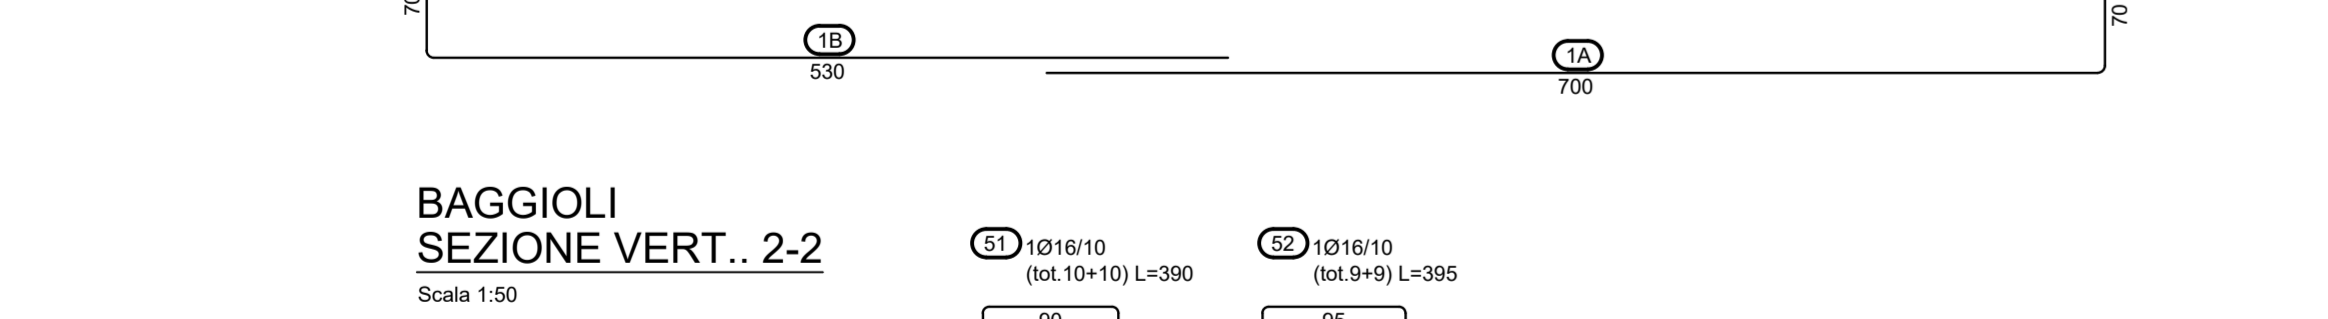 70
70
1B
530
1A
700
BAGGIOLI
SEZIONE VERT.. 2-2
Scala 1:50
51 1Ø16/10
(tot.10+10) L=390
52 1Ø16/10
(tot.9+9) L=395